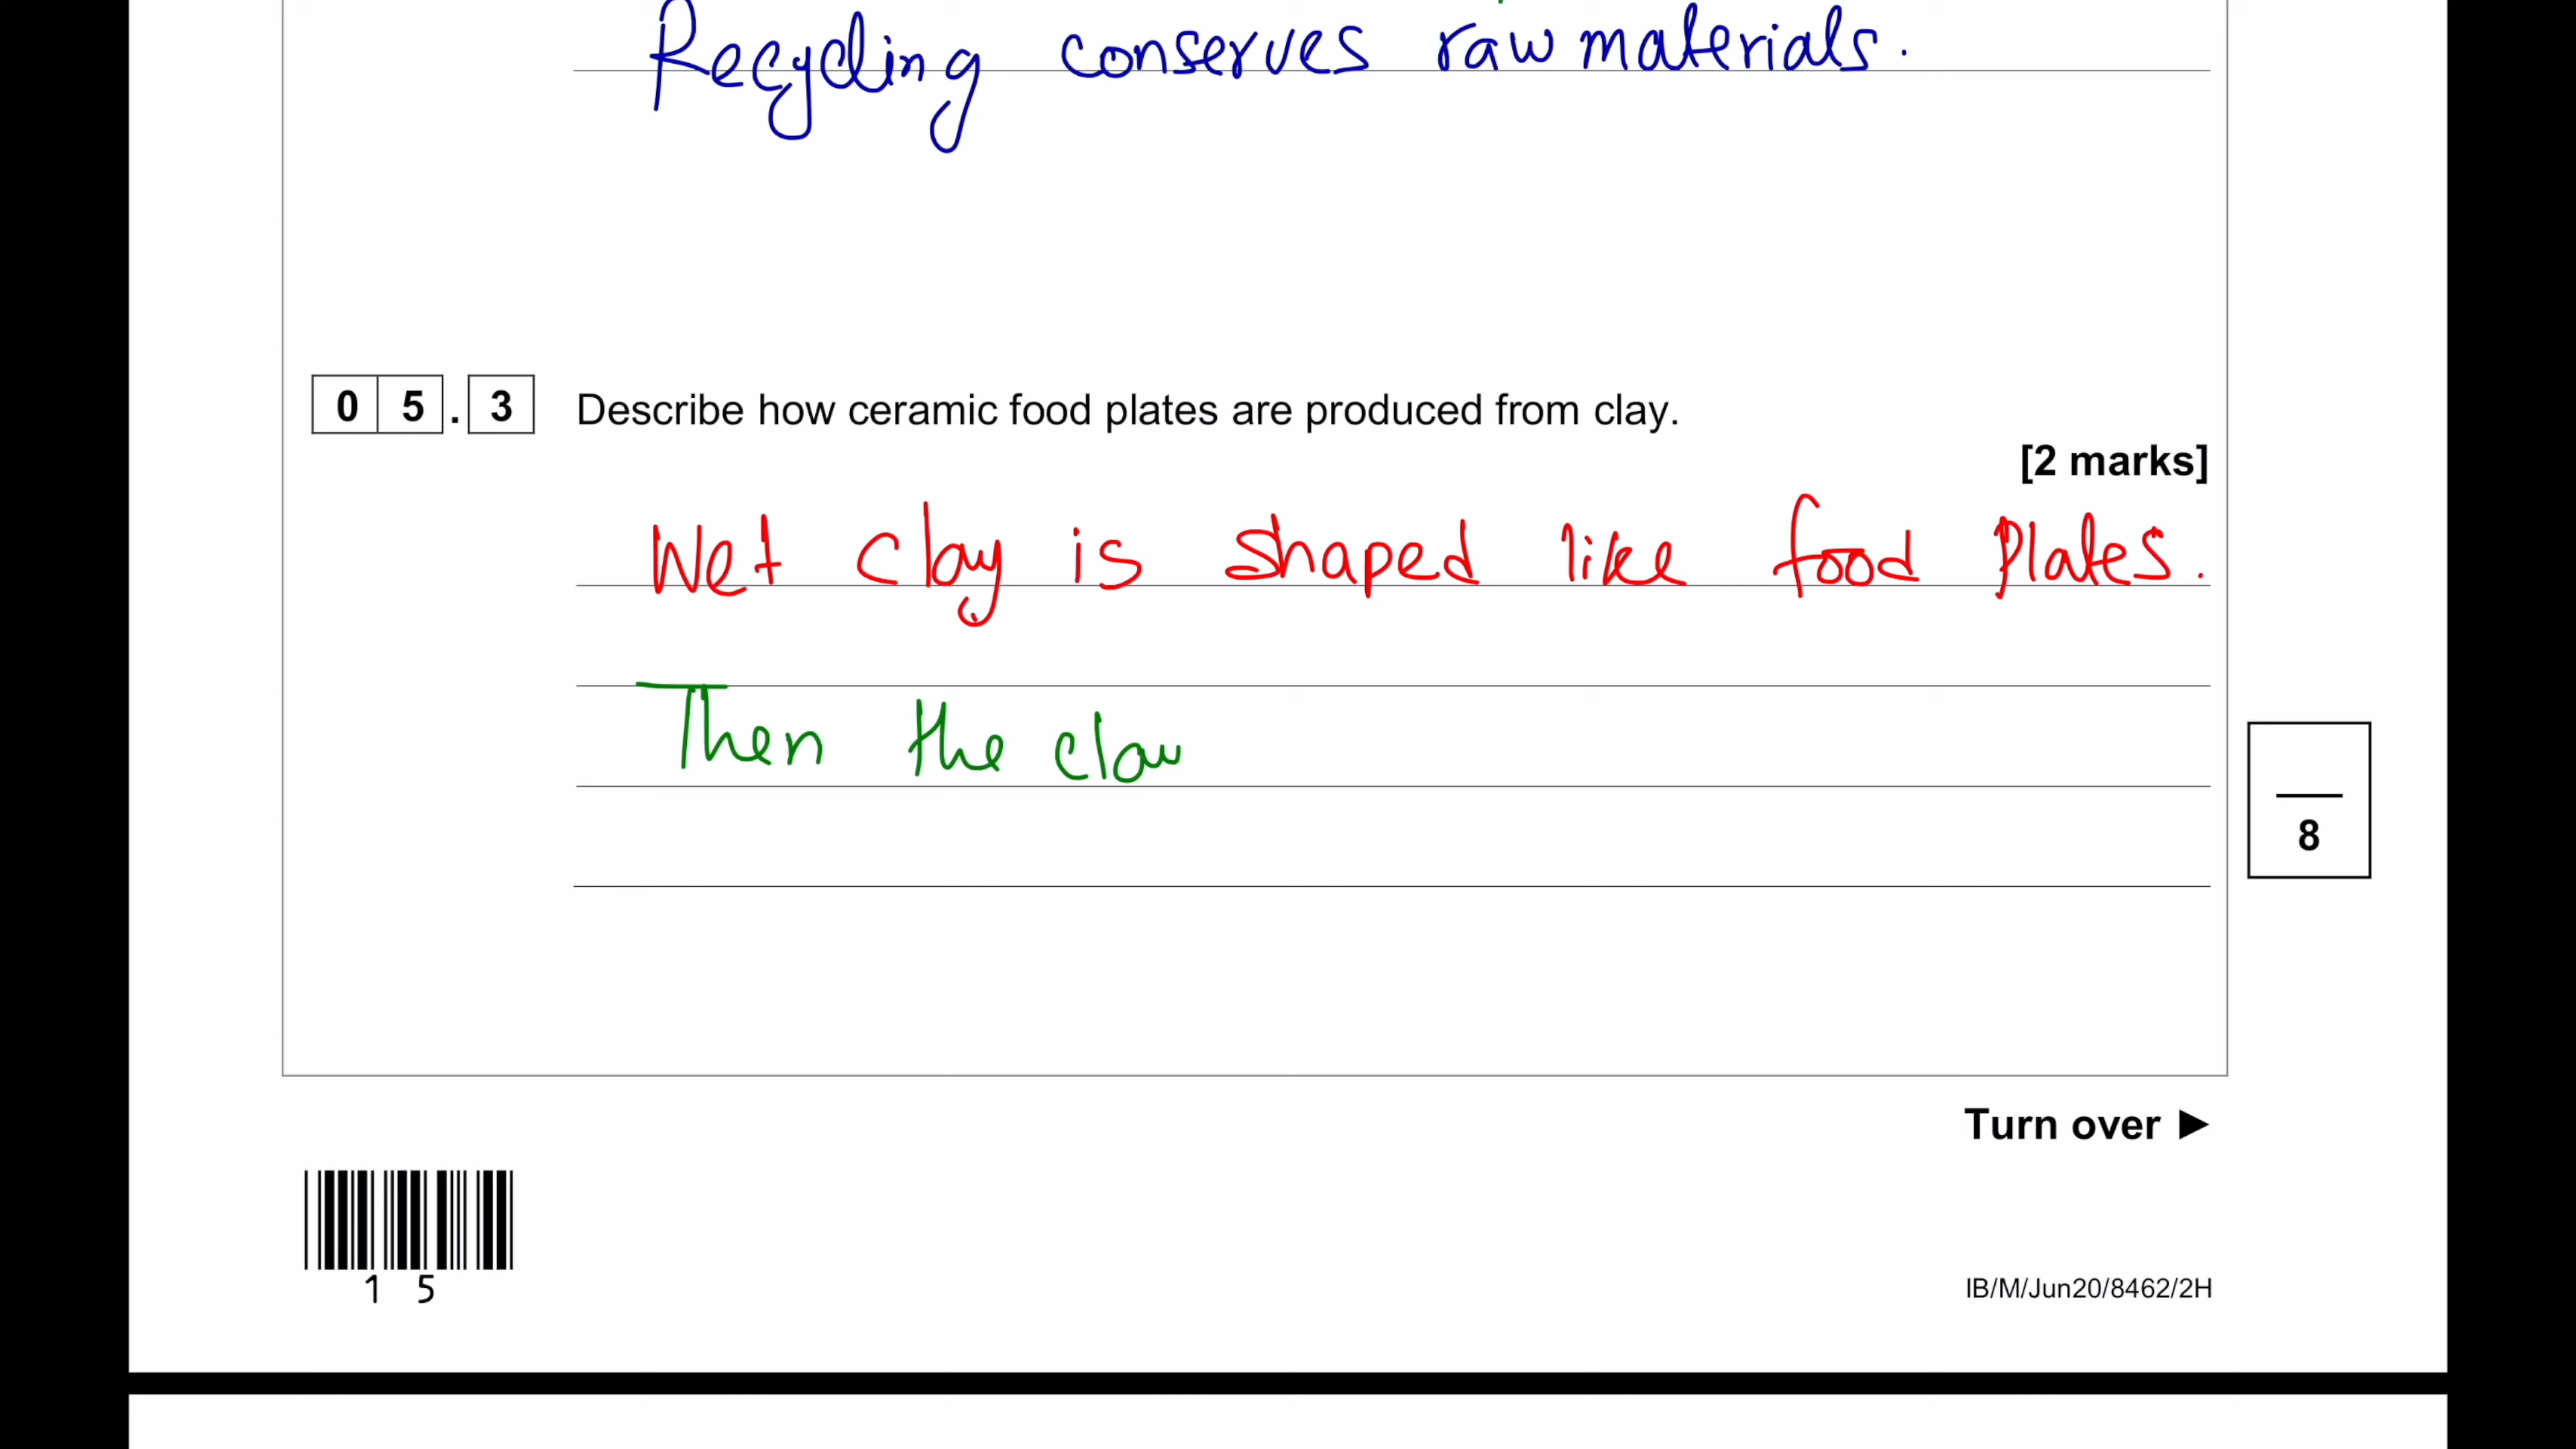 Recycling conserves raw materials.
0 5 . 3 Describe how ceramic food plates are produced from clay.
[2 marks]
Wet clay is shaped like food Plates.
Then the clau
8
Turn over ►
1 5
IB/M/Jun20/8462/2H